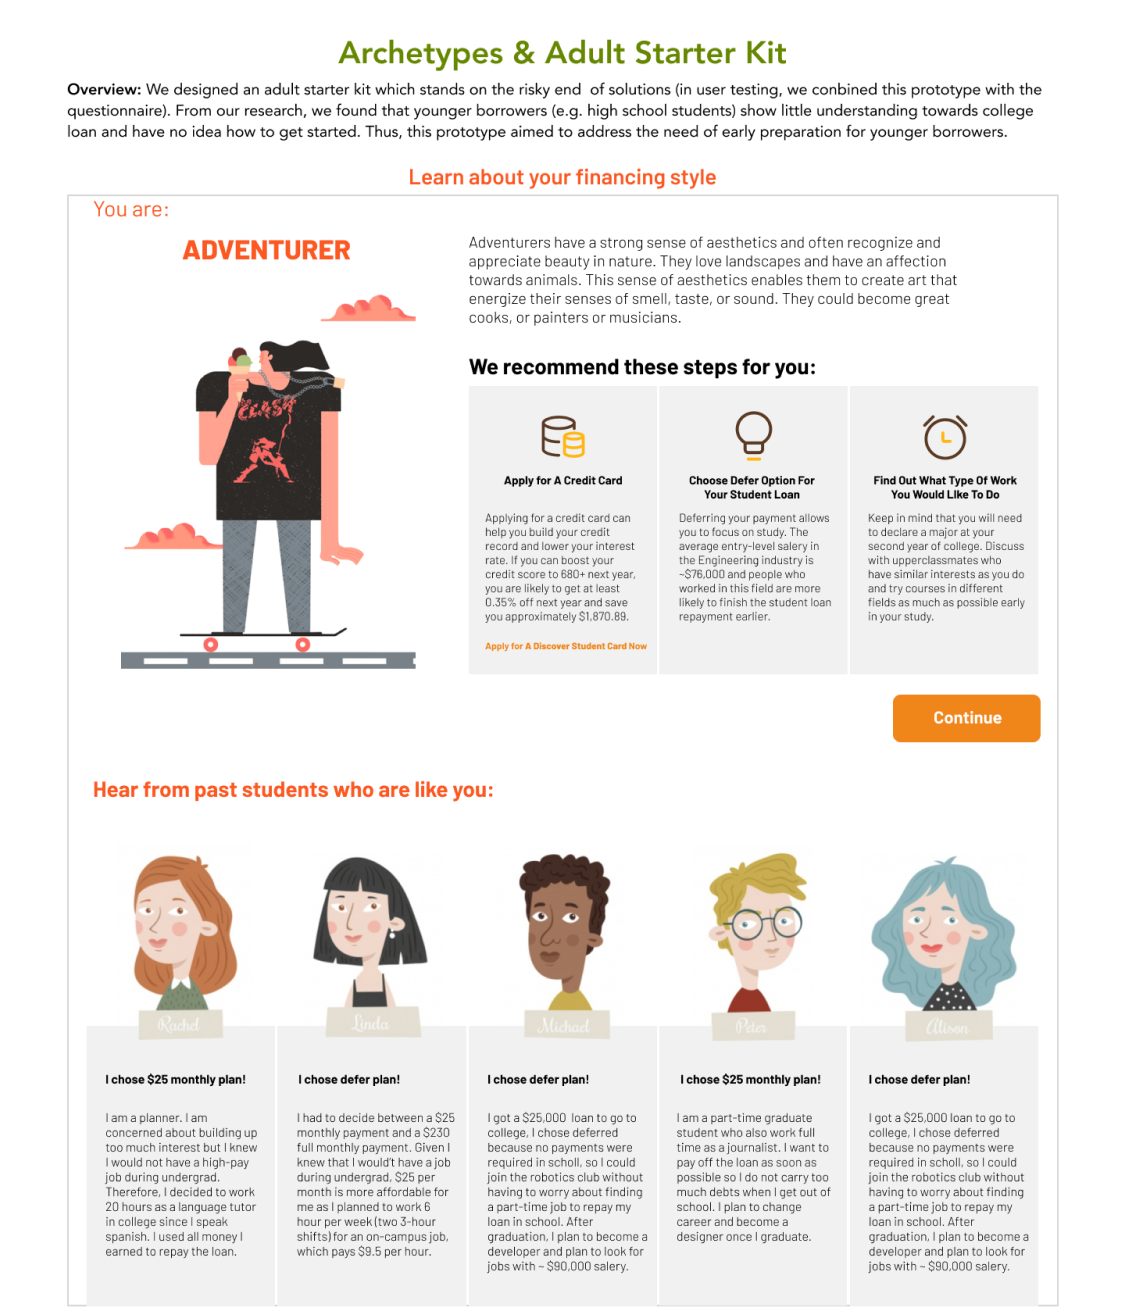 Archetypes & Adult Starter Kit
Overview: We designed an adult starter kit which stands on the risky end of solutions (in user testing, we conbined this prototype with the
questionnaire). From our research, we found that younger borrowers (e.g. high school students) show little understanding towards college
loan and have no idea how to get started. Thus, this prototype aimed to address the need of early preparation for younger borrowers.
Learn about your financing style
You are:
ADVENTURER
CLASH
Adventurers have a strong sense of aesthetics and often recognize and
appreciate beauty in nature. They love landscapes and have an affection
towards animals. This sense of aesthetics enables them to create art that
energize their senses of smell, taste, or sound. They could become great
cooks, or painters or musicians.
We recommend these steps for you:
Apply for A Credit Card
Applying for a credit card can
help you build your credit
record and lower your interest
rate. If you can boost your
credit score to 680+ next year,
you are likely to get at least
0.35% off next year and save
you approximately $1,870.89.
Apply for A Discover Student Card Now
Choose Defer Option For
Your Student Loan
Deferring your payment allows
you to focus on study. The
average entry-level salery in
the Engineering industry is
~$76,000 and people who
worked in this field are more
likely to finish the student loan
repayment earlier.
Find Out What Type Of Work
You Would LIke To Do
Keep in mind that you will need
to declare a major at your
second year of college. Discuss
with upperclassmates who
have similar interests as you do
and try courses in different
fields as much as possible early
in your study.
Continue
Hear from past students who are like you:
Rachel
I chose $25 monthly plan!
I am a planner. I am
concerned about building up
too much interest but I knew
I would not have a high-pay
job during undergrad.
Therefore, I decided to work
20 hours as a language tutor
in college since I speak
spanish. I used all money I
earned to repay the loan.
Linda
I chose defer plan!
I had to decide between a $25
monthly payment and a $230
full monthly payment. Given I
knew that I would't have a job
during undergrad, $25 per
month is more affordable for
me as I planned to work 6
hour per week (two 3-hour
shifts) for an on-campus job,
which pays $9.5 per hour.
Michael
I chose defer plan!
I got a $25,000 loan to go to
college, I chose deferred
because no payments were
required in scholl, so I could
join the robotics club without
having to worry about finding
a part-time job to repay my
loan in school. After
graduation, I plan to become a
developer and plan to look for
jobs with ~ $90,000 salery.
Peter
I chose $25 monthly plan!
I am a part-time graduate
student who also work full
time as a journalist. I want to
pay off the loan as soon as
possible so I do not carry too
much debts when I get out of
school. I plan to change
career and become a
designer once I graduate.
Alison
I chose defer plan!
I got a $25,000 loan to go to
college, I chose deferred
because no payments were
required in scholl, so I could
join the robotics club without
having to worry about finding
a part-time job to repay my
loan in school. After
graduation, I plan to become a
developer and plan to look for
jobs with ~ $90,000 salery.